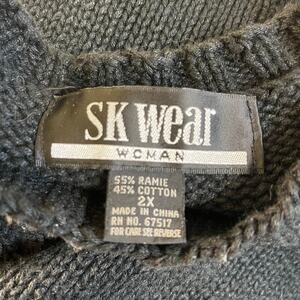 SK Wear
WOMAN
55% RAMIE
45% COTTON
2X
MADE IN CHINA
RN NO. 67517
FOR CARE SEE REVERSE